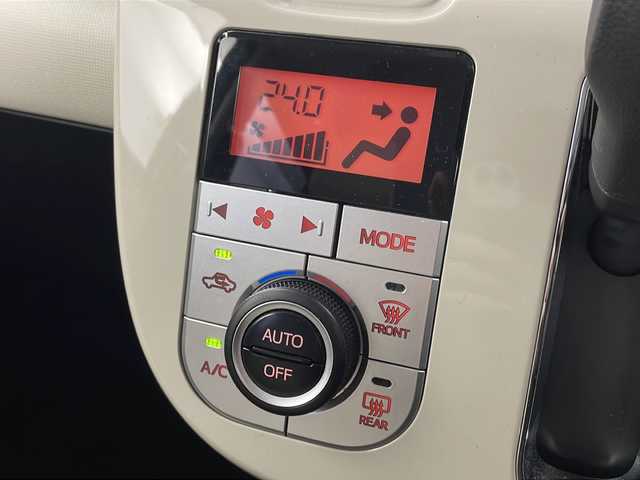 24.0
MODE
AUTO
OFF
FRONT
A/C
REAR